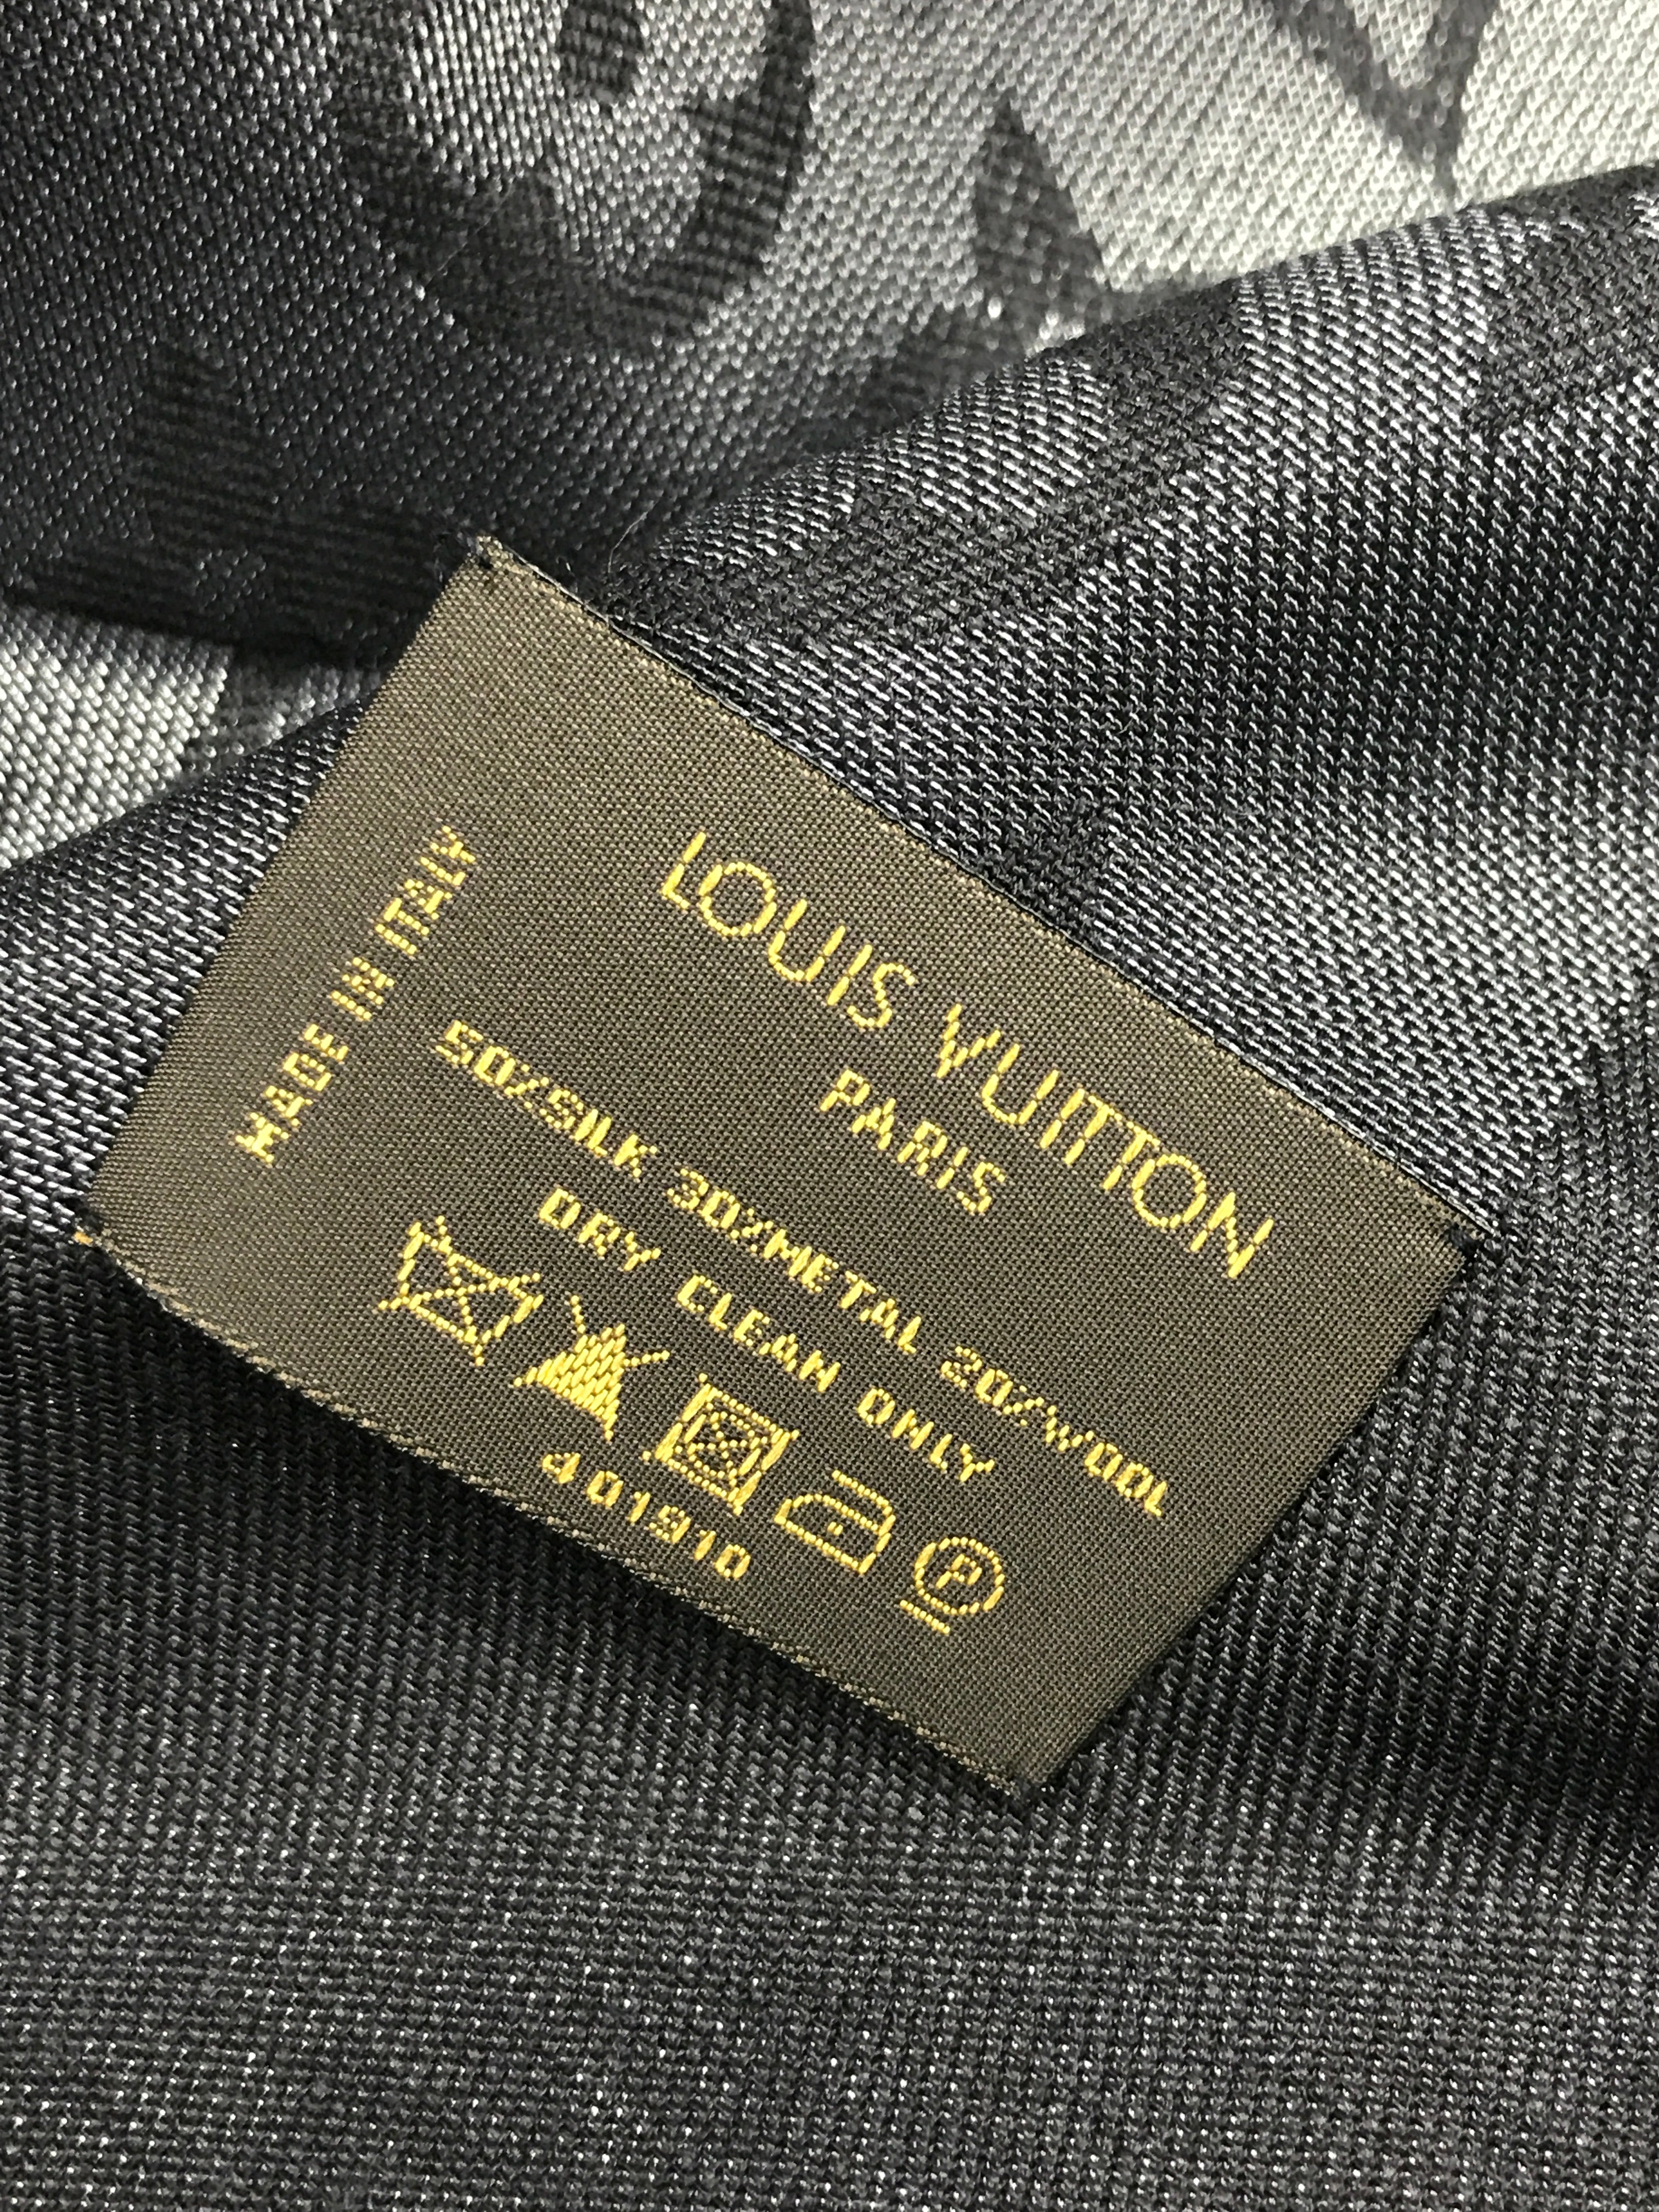 LOUIS VUITTON
PARIS
50%SILK 30%METAL 20%WOOL
DRY CLEAN ONLY
P
401910
MADE IN ITALY